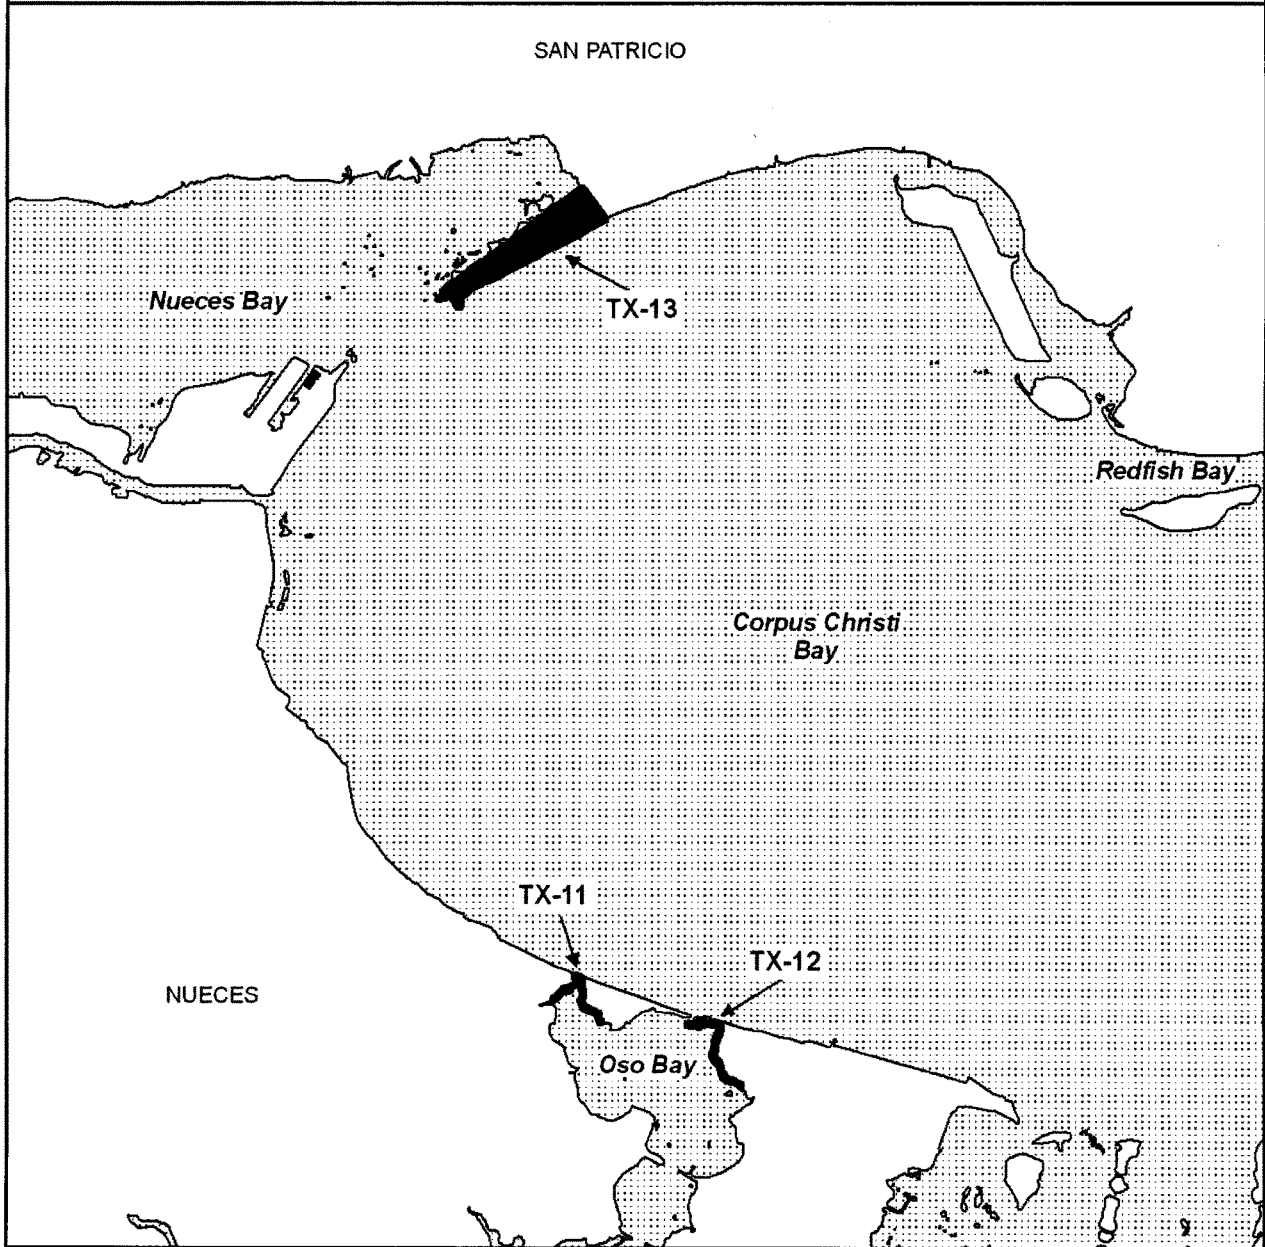 SAN PATRICIO
Nueces Bay
TX-13
Redfish Bay
Corpus Christi
Bay
TX-11
TX-12
NUECES
Oso Bay